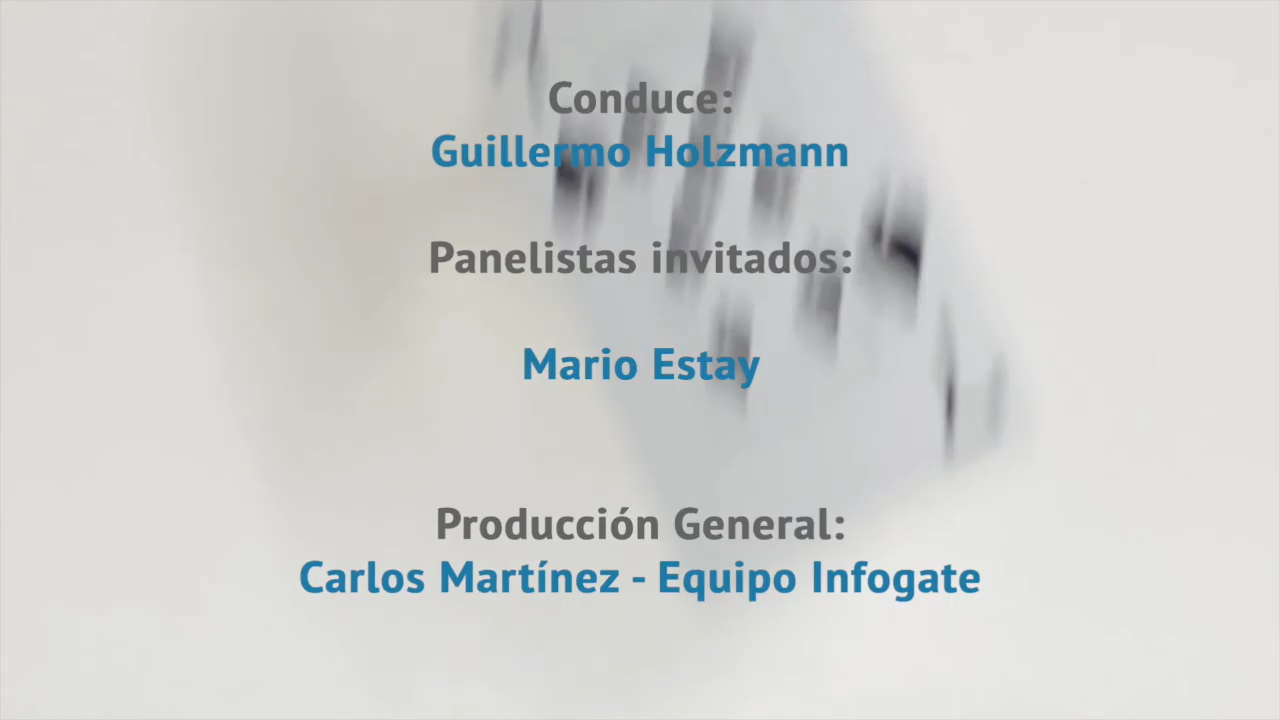 Conduce:
Guillermo Holzmann
Panelistas invitados:
Mario Estay
Producción General:
Carlos Martínez - Equipo Infogate